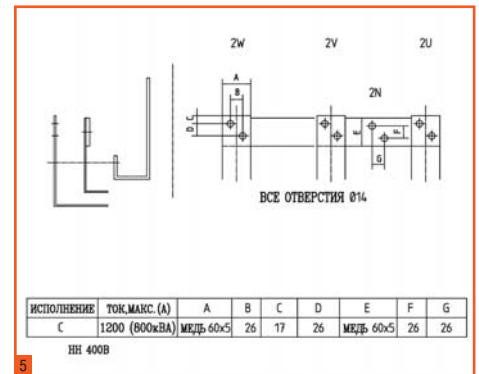 2W 2V 2U
A
2N
B
C
D
E
F
G
ВСЕ ОТВЕРСТИЯ Ø14
ИСПОЛНЕНИЕ ТОК,МАКС.(А) A B C D E F G
С 1200 (800кВА) МЕДЬ 60х5 26 17 26 МЕДЬ 60х5 26 26
НН 400В
5